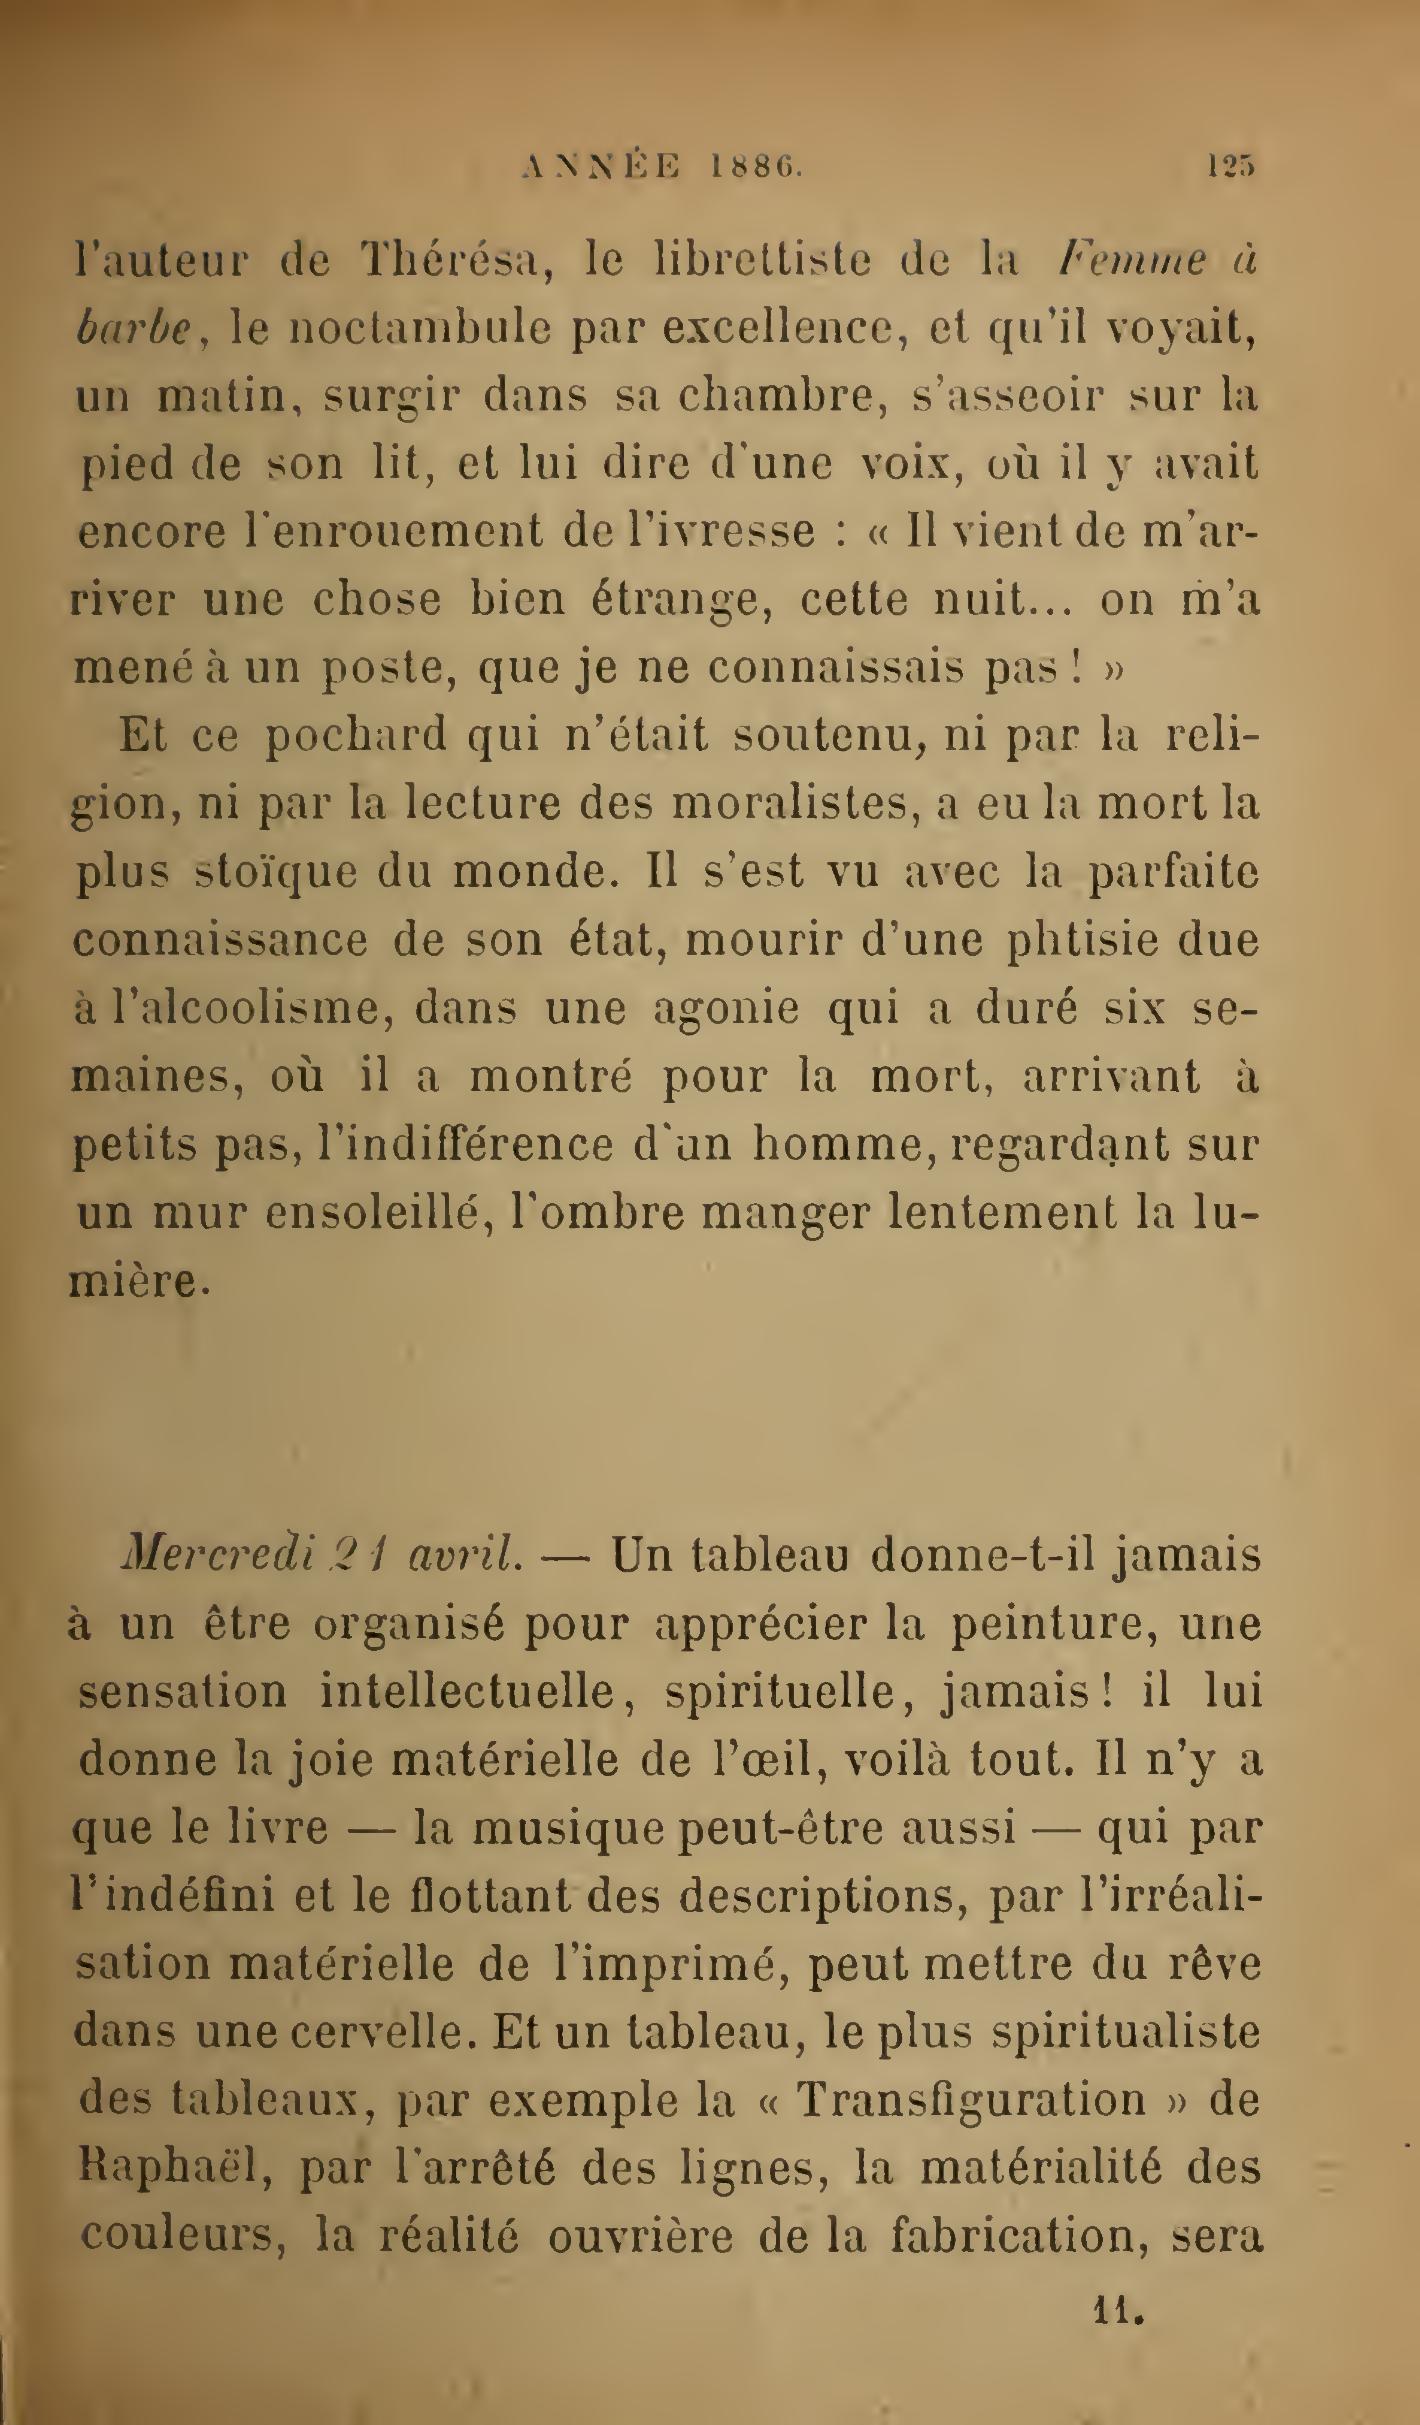 ANNÉE 1886. 125
l'auteur de Thérésa, le librettiste de la Femme à
barbe, le noctambule par excellence, et qu'il voyait,
un matin, surgir dans sa chambre, s'asseoir sur la
pied de son lit, et lui dire d'une voix, où il y avait
encore l'enrouement de l'ivresse : « Il vient de m'ar-
river une chose bien étrange, cette nuit... on m'a
mené à un poste, que je ne connaissais pas ! »
Et ce pochard qui n'était soutenu, ni par la reli-
gion, ni par la lecture des moralistes, a eu la mort la
plus stoïque du monde. Il s'est vu avec la parfaite
connaissance de son état, mourir d'une phtisie due
à l'alcoolisme, dans une agonie qui a duré six se-
maines, où il a montré pour la mort, arrivant à
petits pas, l'indifférence d'un homme, regardant sur
un mur ensoleillé, l'ombre manger lentement la lu-
mière.
Mercredi 21 avril. — Un tableau donne-t-il jamais
à un être organisé pour apprécier la peinture, une
sensation intellectuelle, spirituelle, jamais ! il lui
donne la joie matérielle de l'œil, voilà tout. Il n'y a
que le livre — la musique peut-être aussi — qui par
l'indéfini et le flottant des descriptions, par l'irréali-
sation matérielle de l'imprimé, peut mettre du rêve
dans une cervelle. Et un tableau, le plus spiritualiste
des tableaux, par exemple la « Transfiguration » de
Raphaël, par l'arrêté des lignes, la matérialité des
couleurs, la réalité ouvrière de la fabrication, sera
11.